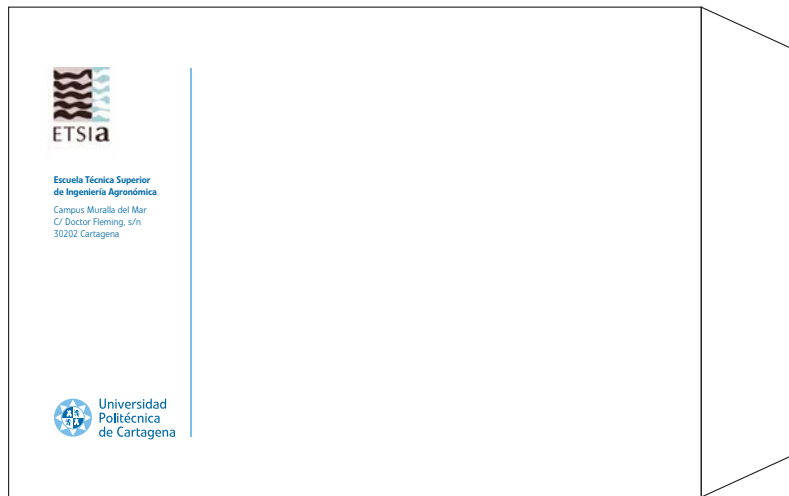 ETSIa
Escuela Técnica Superior
de Ingeniería Agronómica
Campus Muralla del Mar
C/ Doctor Fleming, s/n
30202 Cartagena
Universidad
Politécnica
de Cartagena